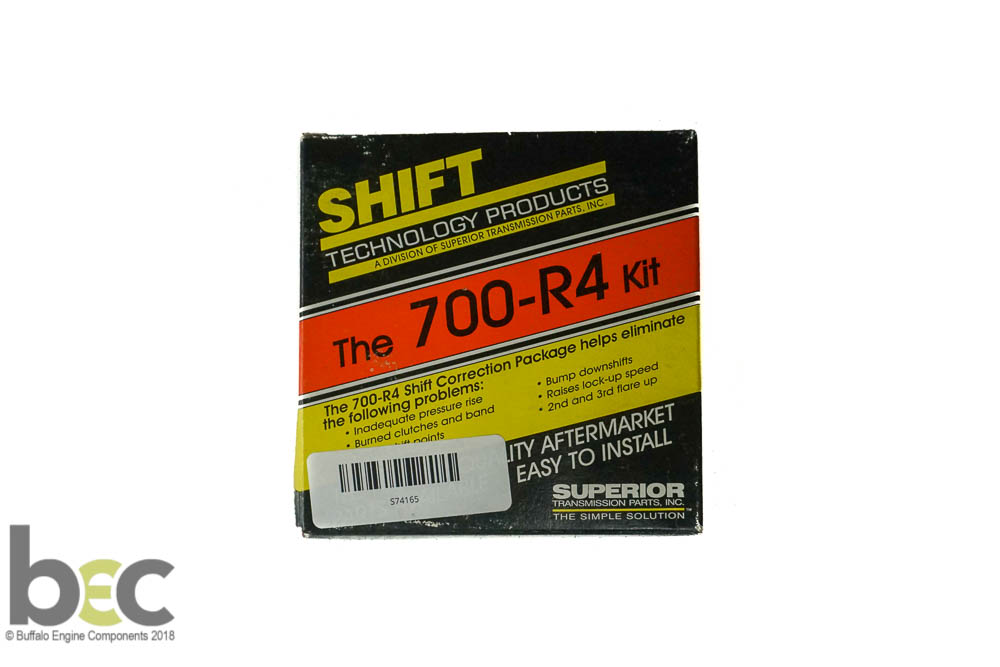 SHIFT
TECHNOLOGY PRODUCTS
A DIVISION OF SUPERIOR TRANSMISSION PARTS, INC.
The 700-R4 Kit
The 700-R4 Shift Correction Package helps eliminate
the following problems:
• Inadequate pressure rise
• Burned clutches and band
points
• Bump downshifts
• Raises lock-up speed
• 2nd and 3rd flare up
AFTERMARKET
EASY TO INSTALL
S74165
SUPERIOR
TRANSMISSION PARTS, INC.
THE SIMPLE SOLUTION
bec
© Buffalo Engine Components 2018